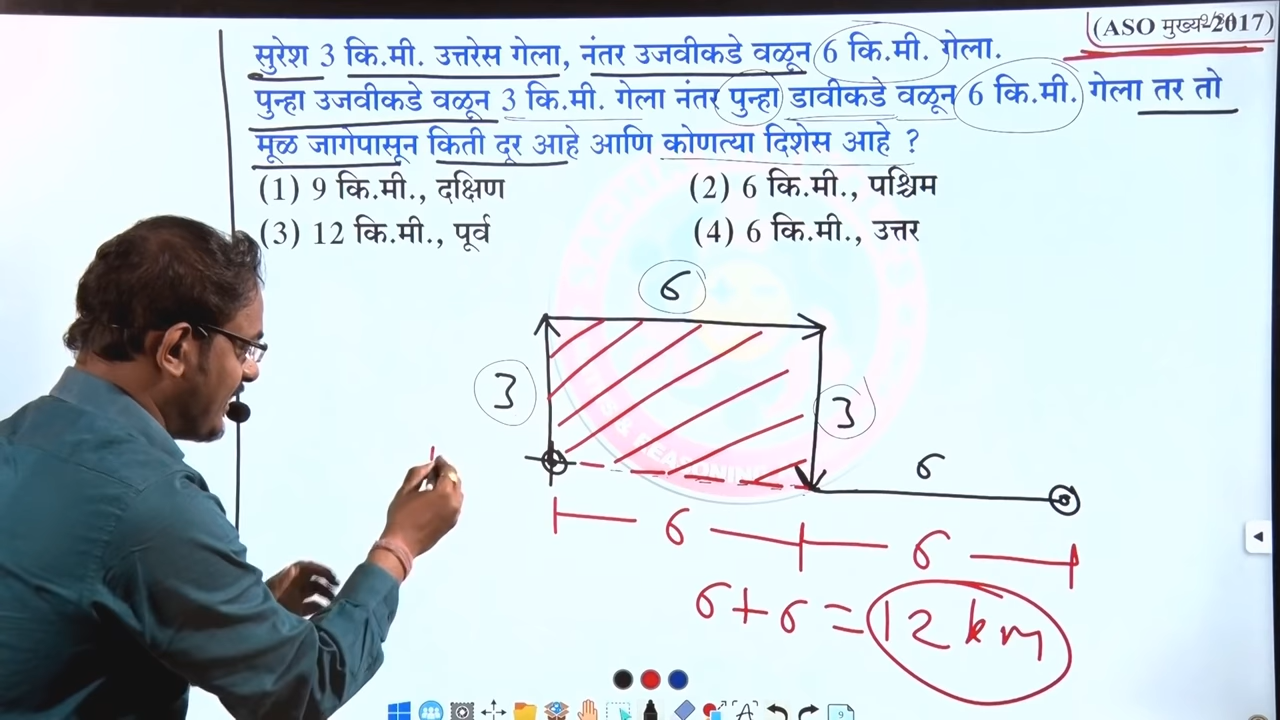 (ASO मुख्य-2017)
सुरेश 3 कि.मी. उत्तरेस गेला, नंतर उजवीकडे वळून 6 कि.मी. गेला.
पुन्हा उजवीकडे वळून 3 कि.मी. गेला नंतर पुन्हा डावीकडे वळून 6 कि.मी. गेला तर तो
मूळ जागेपासून किती दूर आहे आणि कोणत्या दिशेस आहे ?
(1) 9 कि.मी., दक्षिण
(2) 6 कि.मी., पश्चिम
(3) 12 कि.मी., पूर्व
(4) 6 कि.मी., उत्तर
6
3
3
6
& REASONING
6
6
6+6 = 12 km
9